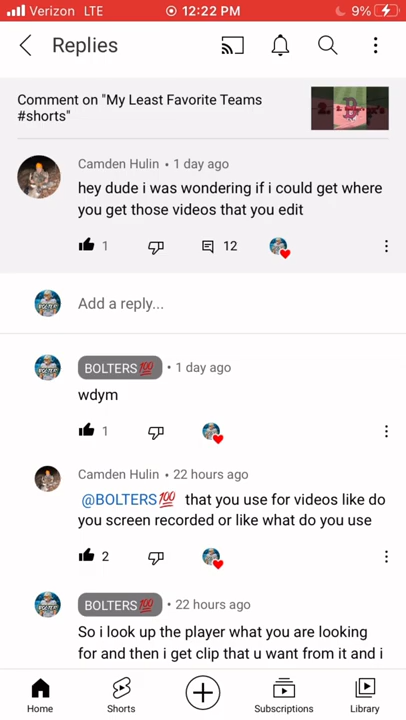 Verizon LTE 12:22 PM 9%
Replies
Comment on "My Least Favorite Teams
#shorts"
Camden Hulin • 1 day ago
hey dude i was wondering if i could get where
you get those videos that you edit
1 12
Add a reply...
BOLTERS💯 • 1 day ago
wdym
1
Camden Hulin • 22 hours ago
@BOLTERS💯 that you use for videos like do
you screen recorded or like what do you use
2
BOLTERS💯 • 22 hours ago
So i look up the player what you are looking
for and then i get clip that u want from it and i
Home Shorts Subscriptions Library